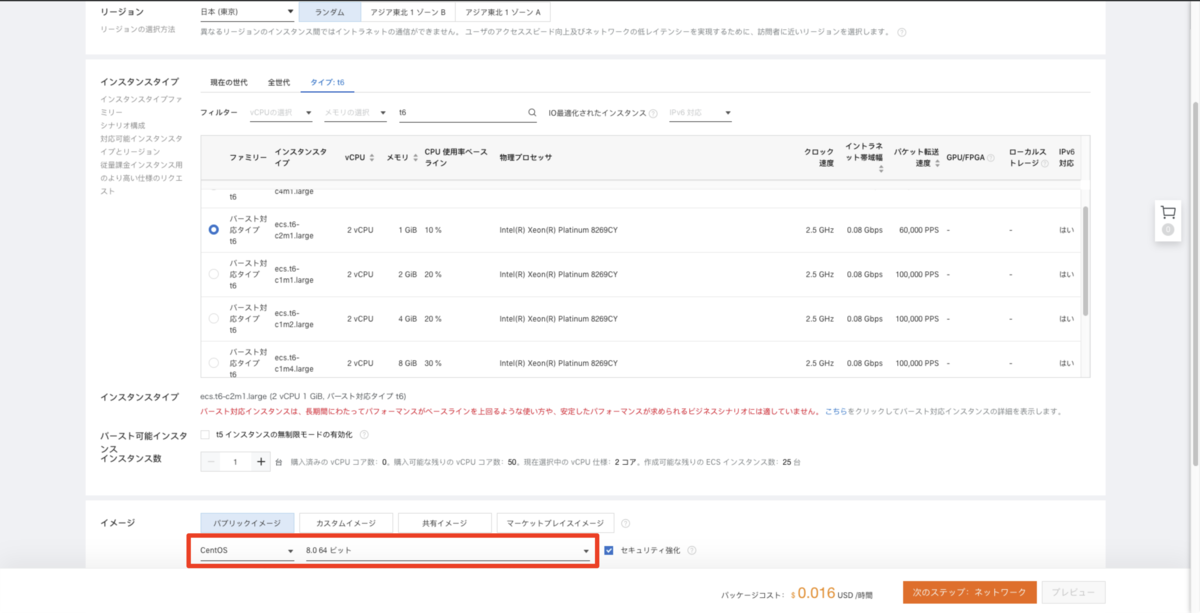 リージョン 日本 (東京) ランダム アジア東北 1 ゾーン B アジア東北 1 ゾーン A
リージョンの選択方法 異なるリージョンのインスタンス間ではイントラネットの通信ができません。 ユーザのアクセススピード向上及びネットワークの低レイテンシーを実現するために、訪問者に近いリージョンを選択します。 ?
インスタンスタイプ 現在の世代 全世代 タイプ: t6
インスタンスタイプファ
ミリー
シナリオ構成
対応可能インスタンスタ
イプとリージョン
従量課金インスタンス用
のより高い仕様のリクエ
スト
フィルター vCPUの選択 メモリの選択 t6 IO最適化されたインスタンス ? IPv6 対応
ファミリー インスタンスタイプ vCPU メモリ CPU 使用率ベースライン 物理プロセッサ クロック速度 イントラネット帯域幅 パケット転送速度 GPU/FPGA ? ローカルストレージ ? IPv6 対応
t6 c4m1.large
バースト対応タイプ t6 ecs.t6-c2m1.large 2 vCPU 1 GiB 10 % Intel(R) Xeon(R) Platinum 8269CY 2.5 GHz 0.08 Gbps 60,000 PPS - - はい
バースト対応タイプ t6 ecs.t6-c1m1.large 2 vCPU 2 GiB 20 % Intel(R) Xeon(R) Platinum 8269CY 2.5 GHz 0.08 Gbps 100,000 PPS - - はい
バースト対応タイプ t6 ecs.t6-c1m2.large 2 vCPU 4 GiB 20 % Intel(R) Xeon(R) Platinum 8269CY 2.5 GHz 0.08 Gbps 100,000 PPS - - はい
バースト対応タイプ t6 ecs.t6-c1m4.large 2 vCPU 8 GiB 30 % Intel(R) Xeon(R) Platinum 8269CY 2.5 GHz 0.08 Gbps 100,000 PPS - - はい
インスタンスタイプ ecs.t6-c2m1.large (2 vCPU 1 GiB, バースト対応タイプ t6)
バースト対応インスタンスは、長期間にわたってパフォーマンスがベースラインを上回るような使い方や、安定したパフォーマンスが求められるビジネスシナリオには適していません。 こちらをクリックしてバースト対応インスタンスの詳細を表示します。
バースト可能インスタンス t5 インスタンスの無制限モードの有効化 ?
インスタンス数 − 1 + 台 購入済みの vCPU コア数: 0, 購入可能な残りの vCPU コア数: 50, 現在選択中の vCPU 仕様: 2 コア, 作成可能な残りの ECS インスタンス数: 25 台
イメージ パブリックイメージ カスタムイメージ 共有イメージ マーケットプレイスイメージ ?
CentOS 8.0 64 ビット セキュリティ強化 ?
0
パッケージコスト: $ 0.016 USD /時間 次のステップ: ネットワーク プレビュー